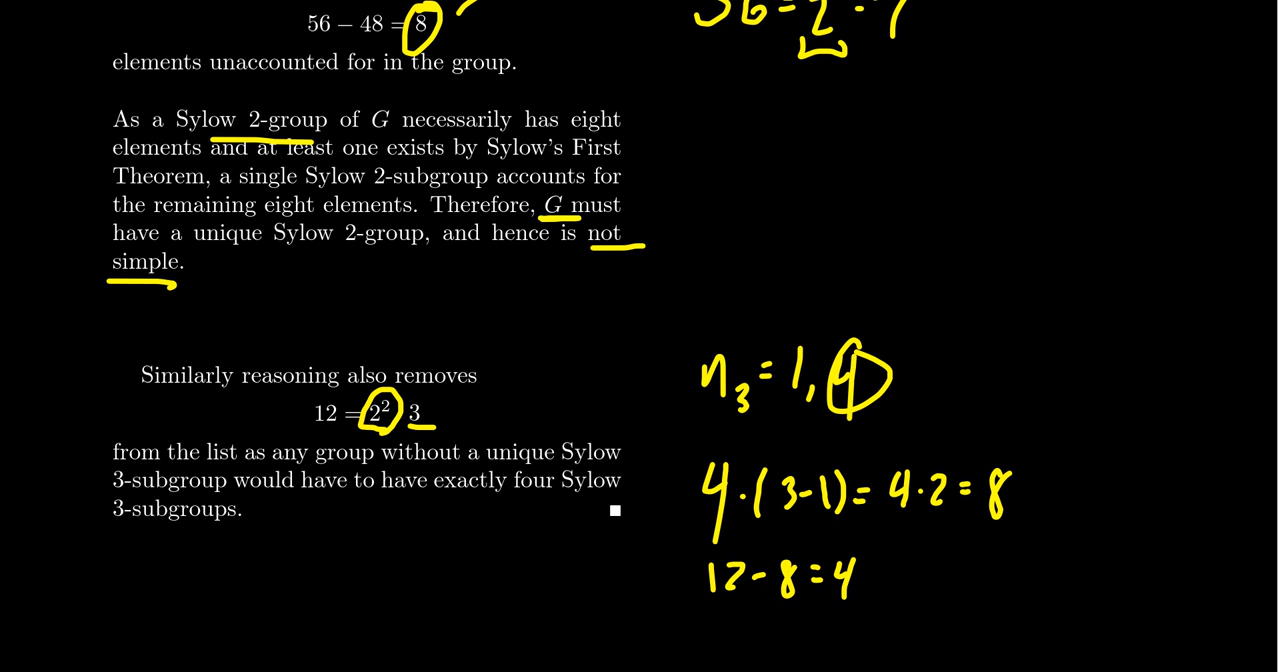 56 − 48 = 8
56 = 2 · 7
elements unaccounted for in the group.
As a Sylow 2-group of G necessarily has eight
elements and at least one exists by Sylow's First
Theorem, a single Sylow 2-subgroup accounts for
the remaining eight elements. Therefore, G must
have a unique Sylow 2-group, and hence is not
simple.
Similarly reasoning also removes
12 = 2² 3
from the list as any group without a unique Sylow
3-subgroup would have to have exactly four Sylow
3-subgroups.
n₃ = 1, 4
4 · (3-1) = 4 · 2 = 8
12 - 8 = 4